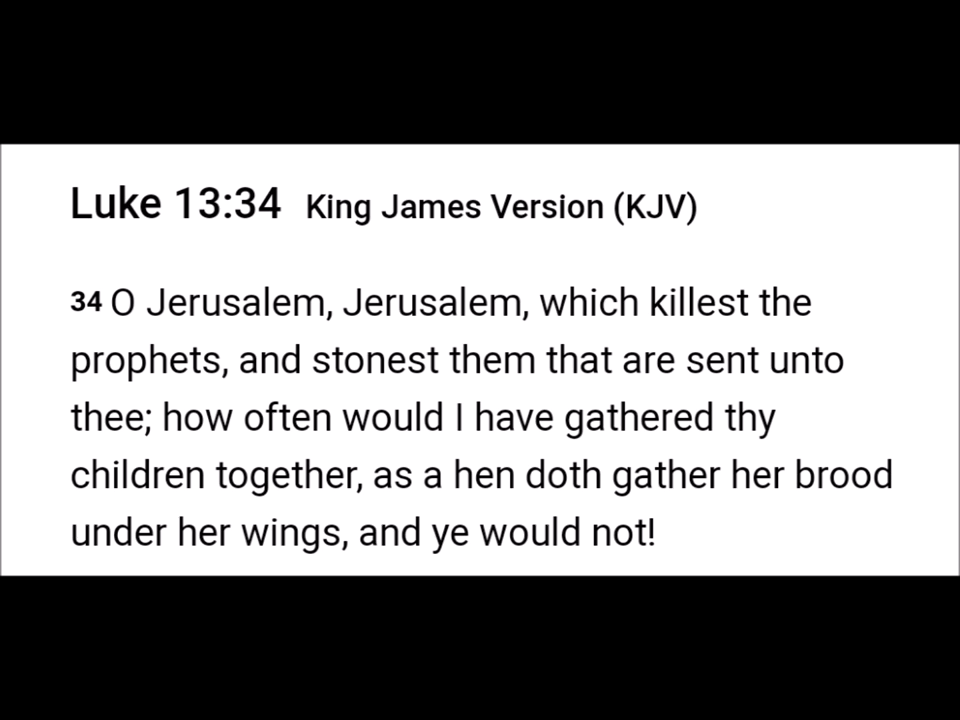 Luke 13:34 King James Version (KJV)
34 O Jerusalem, Jerusalem, which killest the
prophets, and stonest them that are sent unto
thee; how often would I have gathered thy
children together, as a hen doth gather her brood
under her wings, and ye would not!